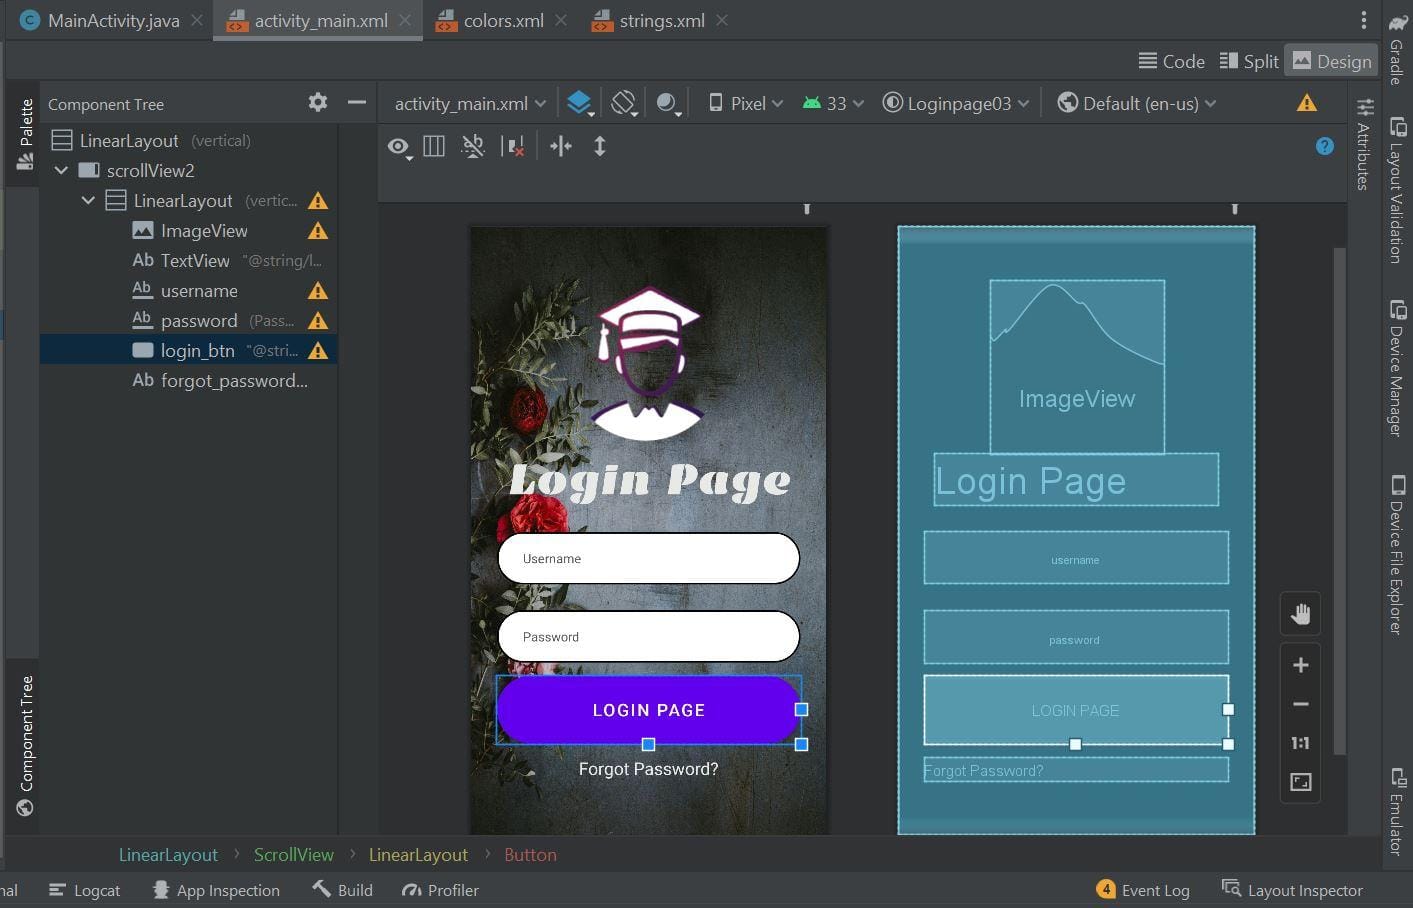 MainActivity.java
activity_main.xml
colors.xml
strings.xml
Code
Split
Design
Palette
Component Tree
activity_main.xml
Pixel
33
Loginpage03
Default (en-us)
LinearLayout (vertical)
scrollView2
LinearLayout (vertic...
ImageView
Ab TextView "@string/l...
Ab username
Ab password (Pass...
login_btn "@stri...
Ab forgot_password...
Component Tree
Login Page
Username
Password
LOGIN PAGE
Forgot Password?
ImageView
Login Page
username
password
LOGIN PAGE
Forgot Password?
1:1
Attributes
Gradle
Layout Validation
Device Manager
Device File Explorer
Emulator
LinearLayout > ScrollView > LinearLayout > Button
nal
Logcat
App Inspection
Build
Profiler
4 Event Log
Layout Inspector